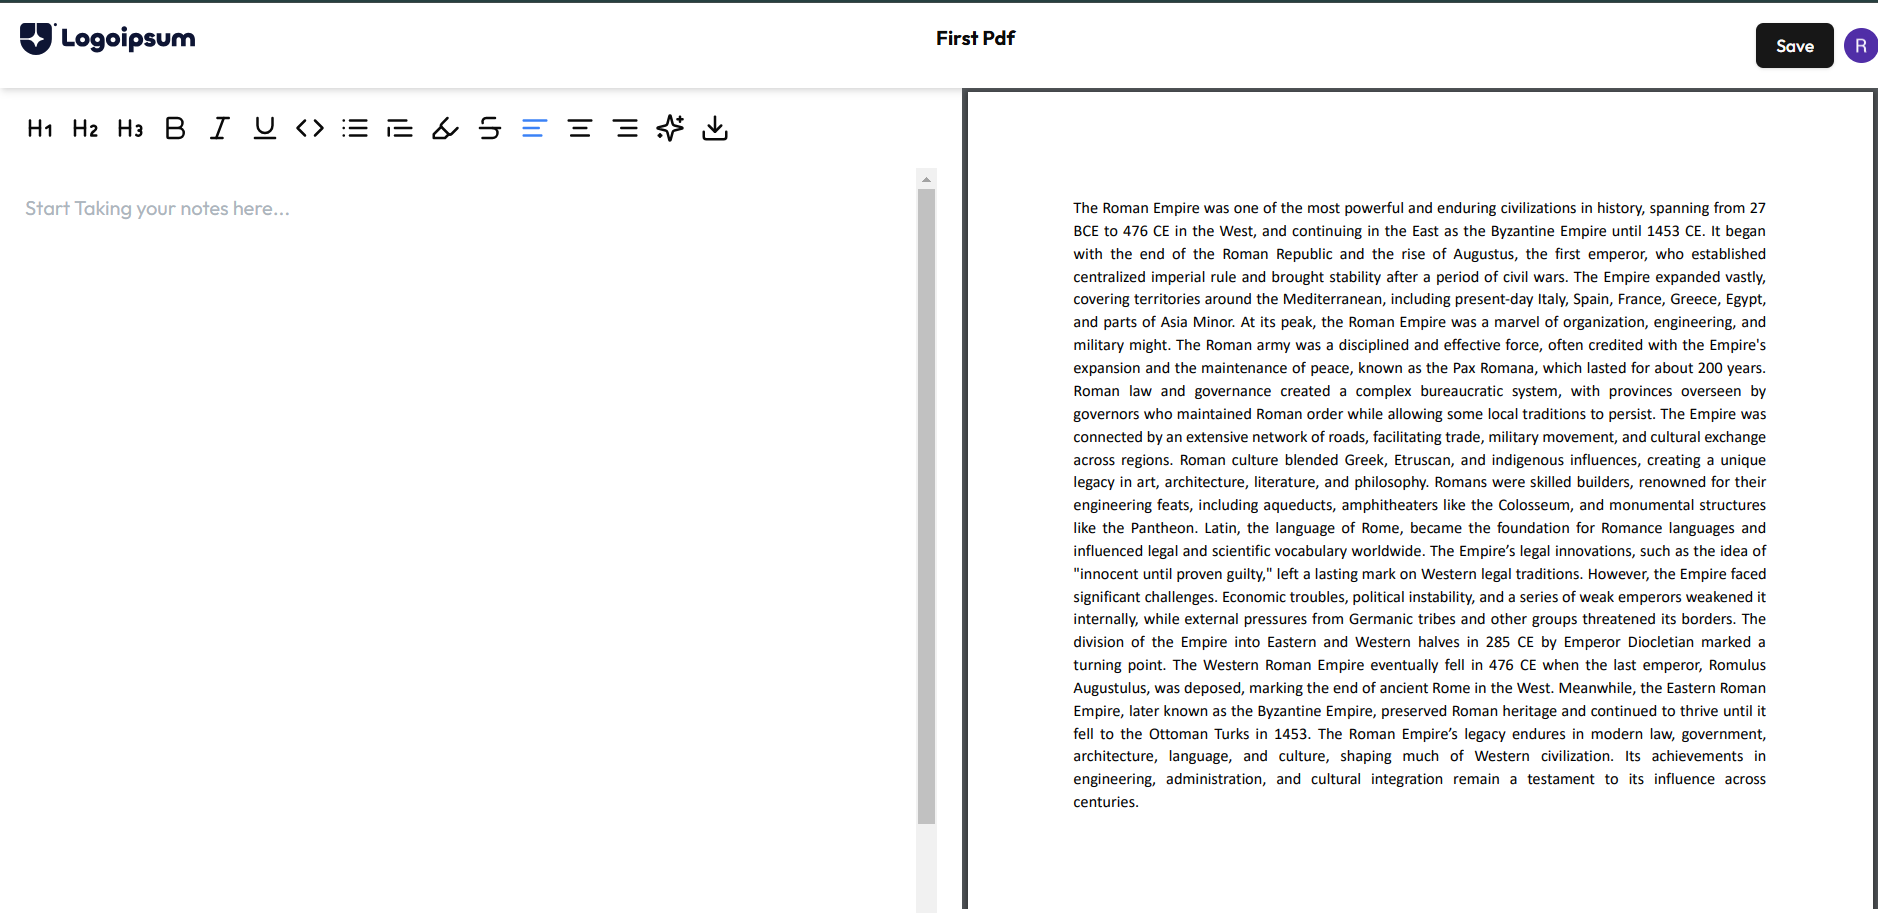 Logoipsum
First Pdf
Save
R
H1 H2 H3 B I U <> S
Start Taking your notes here...
The Roman Empire was one of the most powerful and enduring civilizations in history, spanning from 27
BCE to 476 CE in the West, and continuing in the East as the Byzantine Empire until 1453 CE. It began
with the end of the Roman Republic and the rise of Augustus, the first emperor, who established
centralized imperial rule and brought stability after a period of civil wars. The Empire expanded vastly,
covering territories around the Mediterranean, including present-day Italy, Spain, France, Greece, Egypt,
and parts of Asia Minor. At its peak, the Roman Empire was a marvel of organization, engineering, and
military might. The Roman army was a disciplined and effective force, often credited with the Empire's
expansion and the maintenance of peace, known as the Pax Romana, which lasted for about 200 years.
Roman law and governance created a complex bureaucratic system, with provinces overseen by
governors who maintained Roman order while allowing some local traditions to persist. The Empire was
connected by an extensive network of roads, facilitating trade, military movement, and cultural exchange
across regions. Roman culture blended Greek, Etruscan, and indigenous influences, creating a unique
legacy in art, architecture, literature, and philosophy. Romans were skilled builders, renowned for their
engineering feats, including aqueducts, amphitheaters like the Colosseum, and monumental structures
like the Pantheon. Latin, the language of Rome, became the foundation for Romance languages and
influenced legal and scientific vocabulary worldwide. The Empire’s legal innovations, such as the idea of
"innocent until proven guilty," left a lasting mark on Western legal traditions. However, the Empire faced
significant challenges. Economic troubles, political instability, and a series of weak emperors weakened it
internally, while external pressures from Germanic tribes and other groups threatened its borders. The
division of the Empire into Eastern and Western halves in 285 CE by Emperor Diocletian marked a
turning point. The Western Roman Empire eventually fell in 476 CE when the last emperor, Romulus
Augustulus, was deposed, marking the end of ancient Rome in the West. Meanwhile, the Eastern Roman
Empire, later known as the Byzantine Empire, preserved Roman heritage and continued to thrive until it
fell to the Ottoman Turks in 1453. The Roman Empire’s legacy endures in modern law, government,
architecture, language, and culture, shaping much of Western civilization. Its achievements in
engineering, administration, and cultural integration remain a testament to its influence across
centuries.